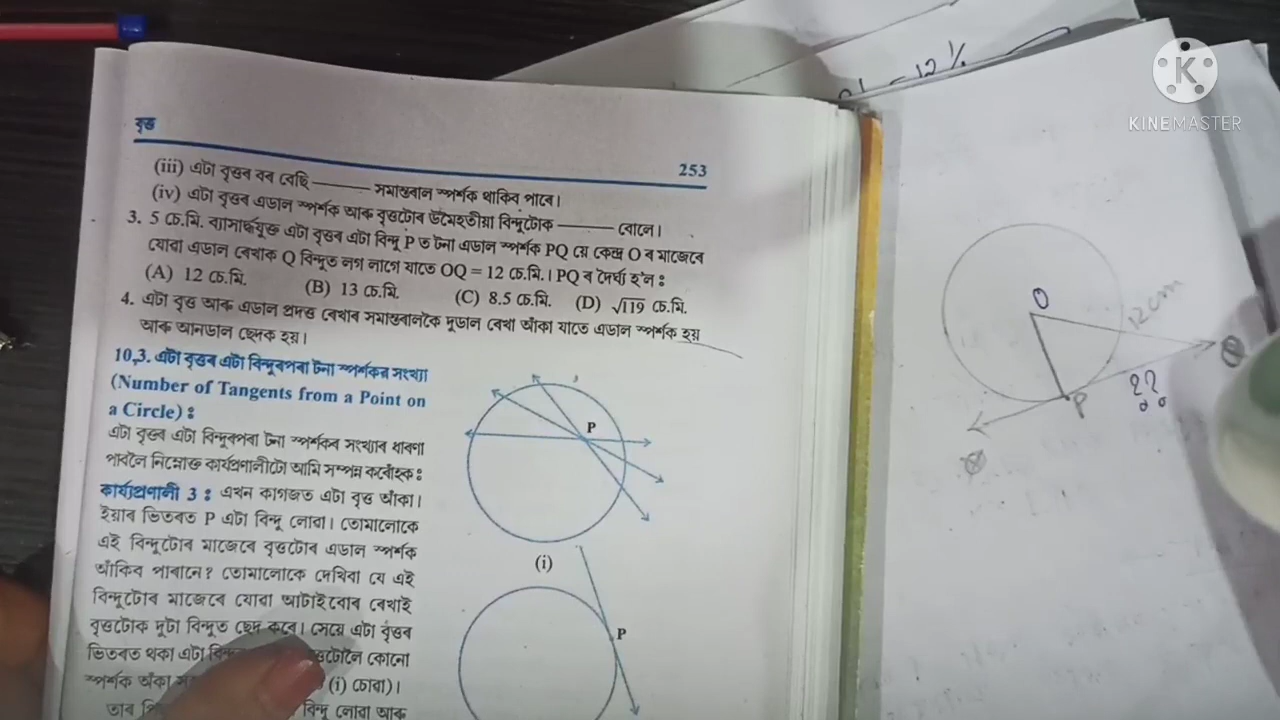 বৃত্ত
253
(iii) এটা বৃত্তৰ বৰ বেছি ——— সমান্তৰাল স্পৰ্শক থাকিব পাৰে।
(iv) এটা বৃত্তৰ এডাল স্পৰ্শক আৰু বৃত্তটোৰ উমৈহতীয়া বিন্দুটোক ——— বোলে।
3. 5 চে.মি. ব্যাসাৰ্দ্ধযুক্ত এটা বৃত্তৰ এটা বিন্দু P ত টনা এডাল স্পৰ্শক PQ য়ে কেন্দ্ৰ O ৰ মাজেৰে
যোৱা এডাল ৰেখাক Q বিন্দুত লগ লাগে যাতে OQ = 12 চে.মি.। PQ ৰ দৈৰ্ঘ্য হ'ল :
(A) 12 চে.মি. (B) 13 চে.মি. (C) 8.5 চে.মি. (D) √119 চে.মি.
4. এটা বৃত্ত আৰু এডাল প্ৰদত্ত ৰেখাৰ সমান্তৰালকৈ দুডাল ৰেখা আঁকা যাতে এডাল স্পৰ্শক হয়
আৰু আনডাল ছেদক হয়।
10.3. এটা বৃত্তৰ এটা বিন্দুৰপৰা টনা স্পৰ্শকৰ সংখ্যা
(Number of Tangents from a Point on
a Circle) :
এটা বৃত্তৰ এটা বিন্দুৰপৰা টনা স্পৰ্শকৰ সংখ্যাৰ ধাৰণা
পাবলৈ নিম্নোক্ত কাৰ্যপ্ৰণালীটো আমি সম্পন্ন কৰোঁহক :
কাৰ্য্যপ্ৰণালী 3 : এখন কাগজত এটা বৃত্ত আঁকা।
ইয়াৰ ভিতৰত P এটা বিন্দু লোৱা। তোমালোকে
এই বিন্দুটোৰ মাজেৰে বৃত্তটোৰ এডাল স্পৰ্শক
আঁকিব পাৰানে? তোমালোকে দেখিবা যে এই
বিন্দুটোৰ মাজেৰে যোৱা আটাইবোৰ ৰেখাই
বৃত্তটোক দুটা বিন্দুত ছেদ কৰে। সেয়ে এটা বৃত্তৰ
ভিতৰত থকা এটা কোনো
স্পৰ্শক অঁকা (i) চোৱা)।
তাৰ বিন্দু লোৱা আৰু
P
(i)
P
12 %
O
12cm
P
??
KINEMASTER